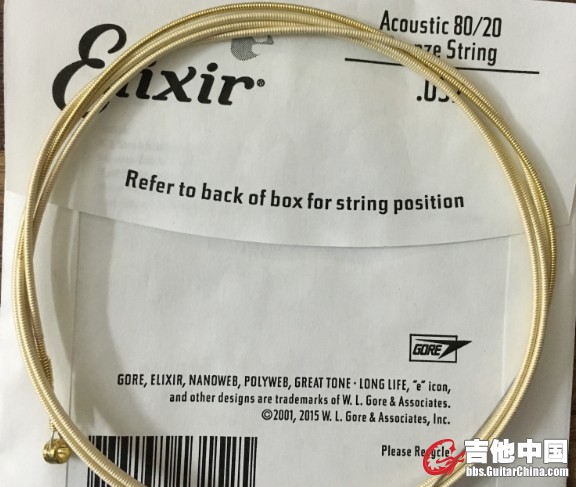 Elixir®
Acoustic 80/20
String
Refer to back of box for string position
GORE
GORE, ELIXIR, NANOWEB, POLYWEB, GREAT TONE · LONG LIFE, "e" icon,
and other designs are trademarks of W. L. Gore & Associates.
©2001, 2015 W. L. Gore & Associates, Inc.
Please Recycle
吉他中国
bbs.GuitarChina.com